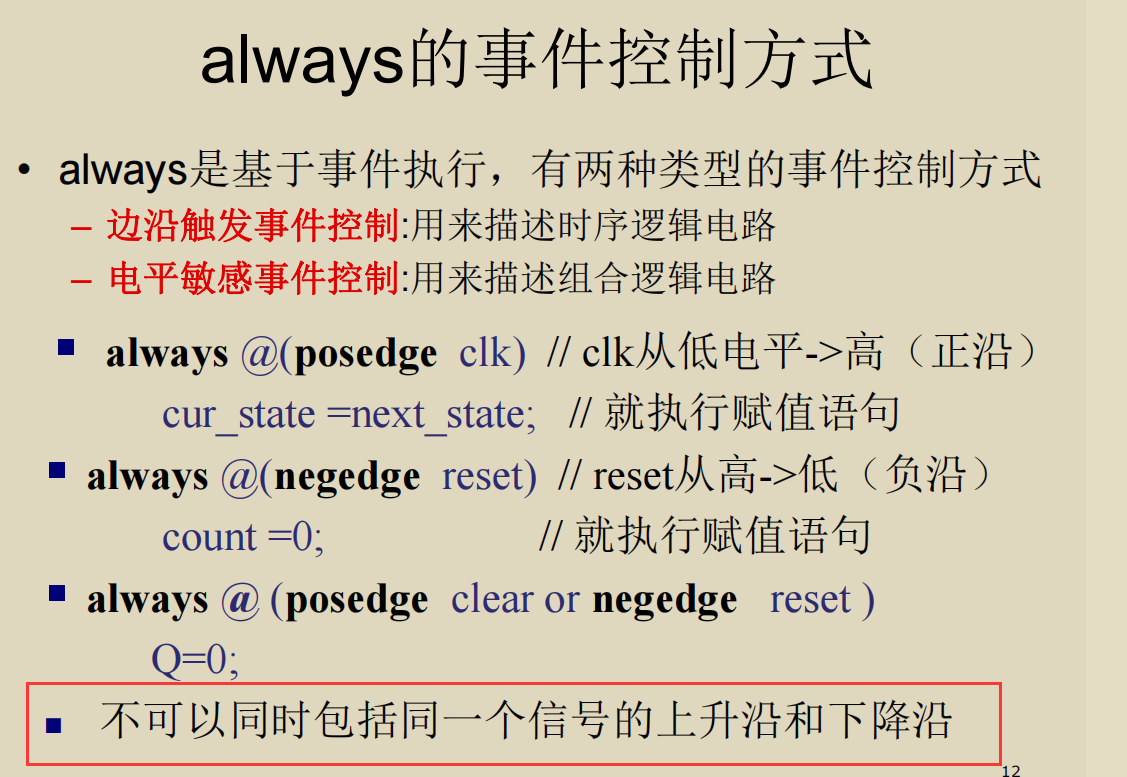 always的事件控制方式
• always是基于事件执行，有两种类型的事件控制方式
– 边沿触发事件控制:用来描述时序逻辑电路
– 电平敏感事件控制:用来描述组合逻辑电路
■ always @(posedge clk) // clk从低电平->高（正沿）
cur_state =next_state; // 就执行赋值语句
■ always @(negedge reset) // reset从高->低（负沿）
count =0; // 就执行赋值语句
■ always @ (posedge clear or negedge reset )
Q=0;
■ 不可以同时包括同一个信号的上升沿和下降沿
12